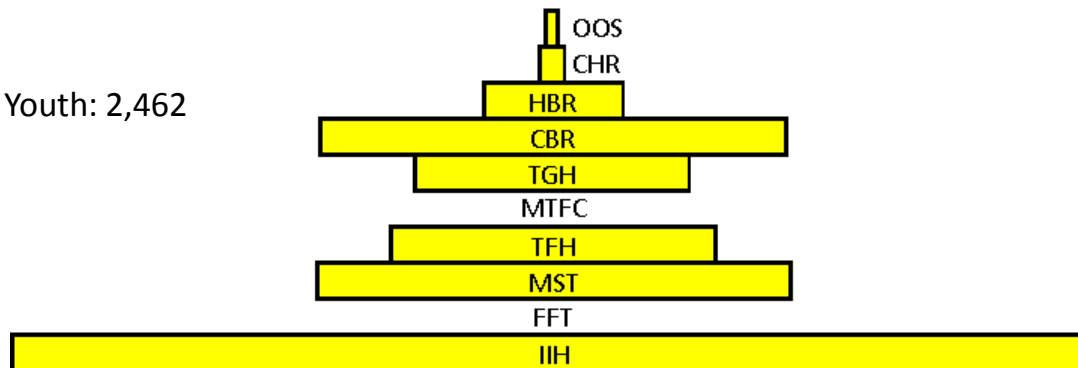 OOS
CHR
Youth: 2,462
HBR
CBR
TGH
MTFC
TFH
MST
FFT
IIH